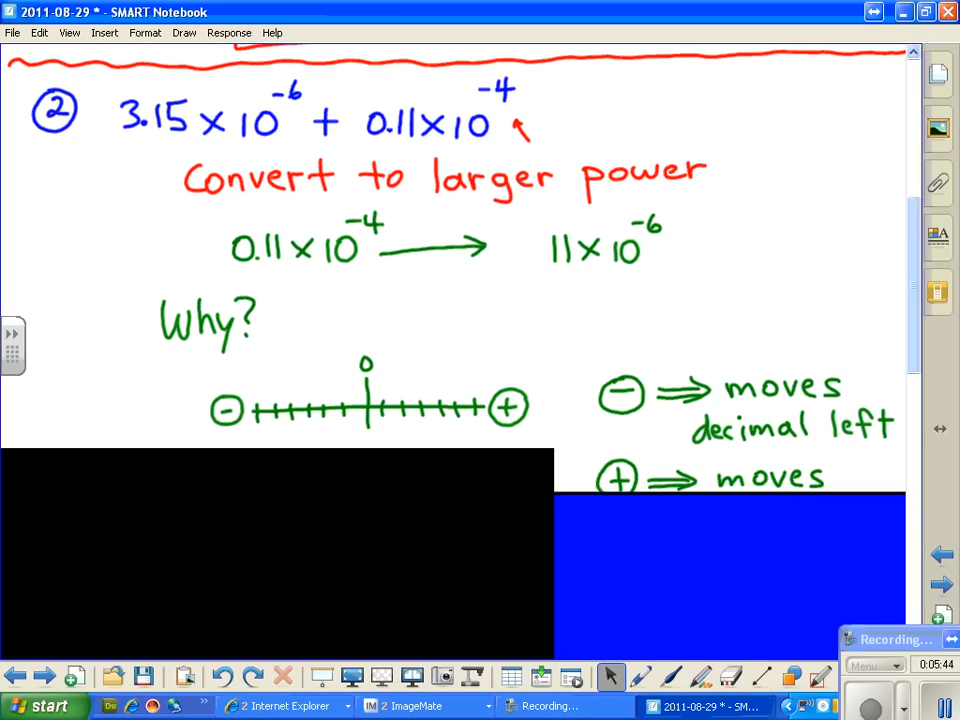 2011-08-29 * - SMART Notebook
File Edit View Insert Format Draw Response Help
② 3.15 × 10⁻⁶ + 0.11 × 10⁻⁴
Convert to larger power
0.11 × 10⁻⁴ → 11 × 10⁻⁶
Why?
0
⊖ ⊕
⊖ ⇒ moves
decimal left
⊕ ⇒ moves
Recording...
Menu 0:05:44
start 2 Internet Explorer 2 ImageMate Recording... 2011-08-29 * - SM...